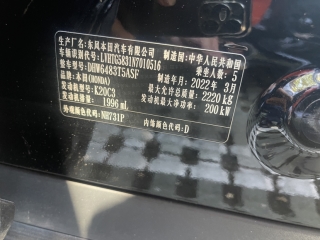 生产厂名: 东风本田汽车有限公司 制造国: 中华人民共和国
车辆识别代号: LVHTG5831N7010516 乘坐人数: 5
整车型号: DHW6483T5ASF 制造年月: 2022年 3月
品牌: 本田(HONDA) 最大允许总质量: 2220 kg
发动机型号: K20C3 发动机最大净功率: 200 kW
发动机排量: 1996 mL
外观颜色代码: NH731P 内饰颜色代码: D